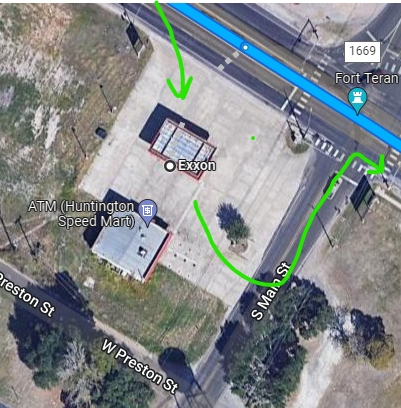 1669
Fort Teran
Exxon
ATM (Huntington
Speed Mart)
S Main St
Preston St
W Preston St